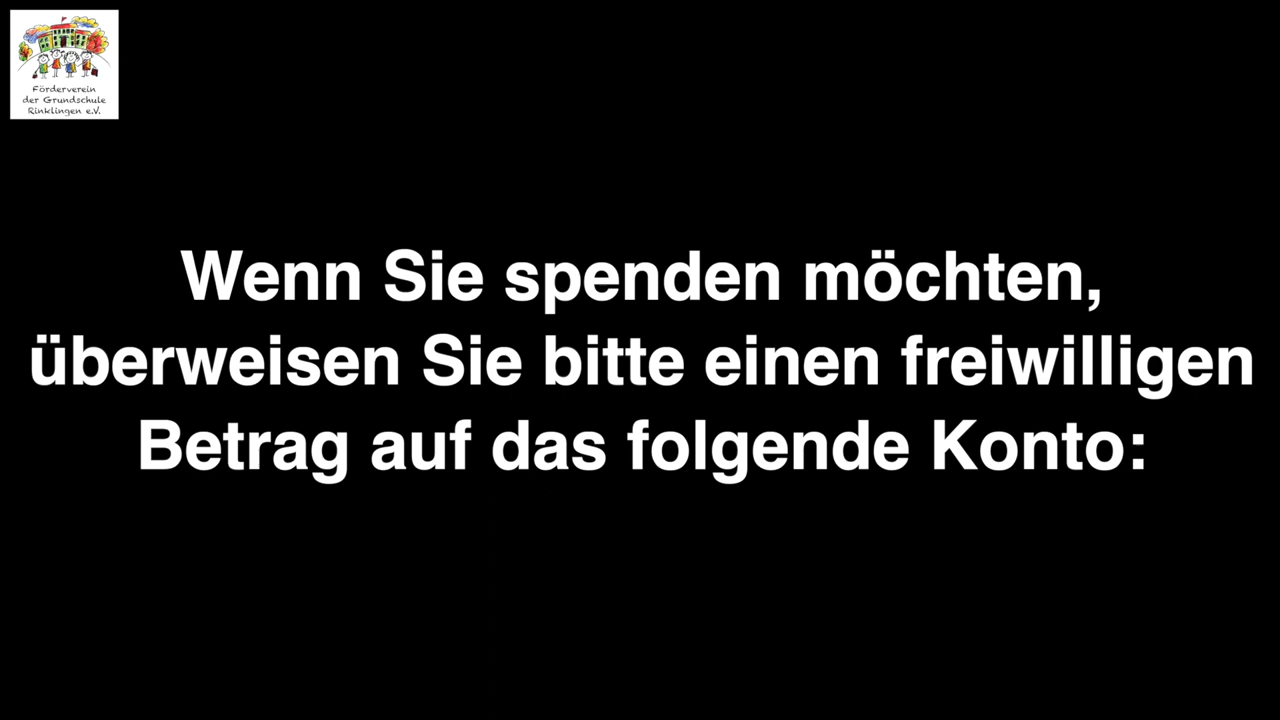 Förderverein
der Grundschule
Rinklingen e.V.
Wenn Sie spenden möchten,
überweisen Sie bitte einen freiwilligen
Betrag auf das folgende Konto: